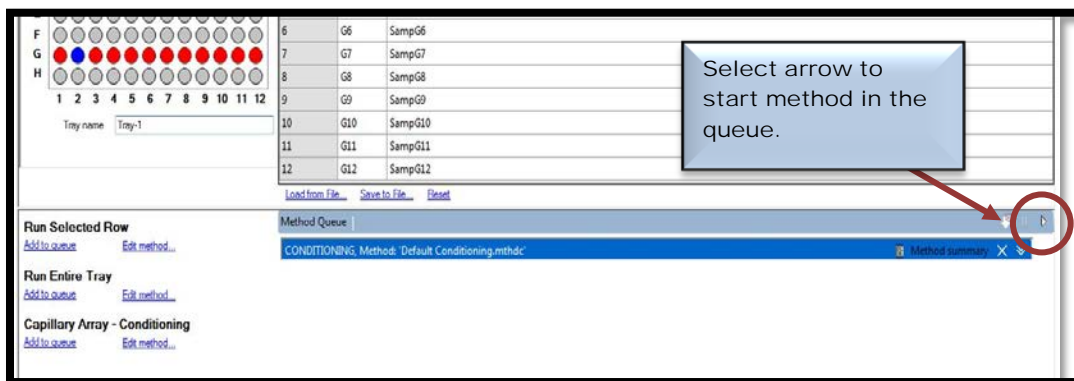 F
G
H
1 2 3 4 5 6 7 8 9 10 11 12
Tray name Tray-1
6 G6 SampG6
7 G7 SampG7
8 G8 SampG8
9 G9 SampG9
10 G10 SampG10
11 G11 SampG11
12 G12 SampG12
Load from File... Save to File... Reset
Select arrow to
start method in the
queue.
Run Selected Row
Add to queue Edit method...
Run Entire Tray
Add to queue Edit method...
Capillary Array - Conditioning
Add to queue Edit method...
Method Queue
CONDITIONING, Method: 'Default Conditioning.mthdc' Method summary